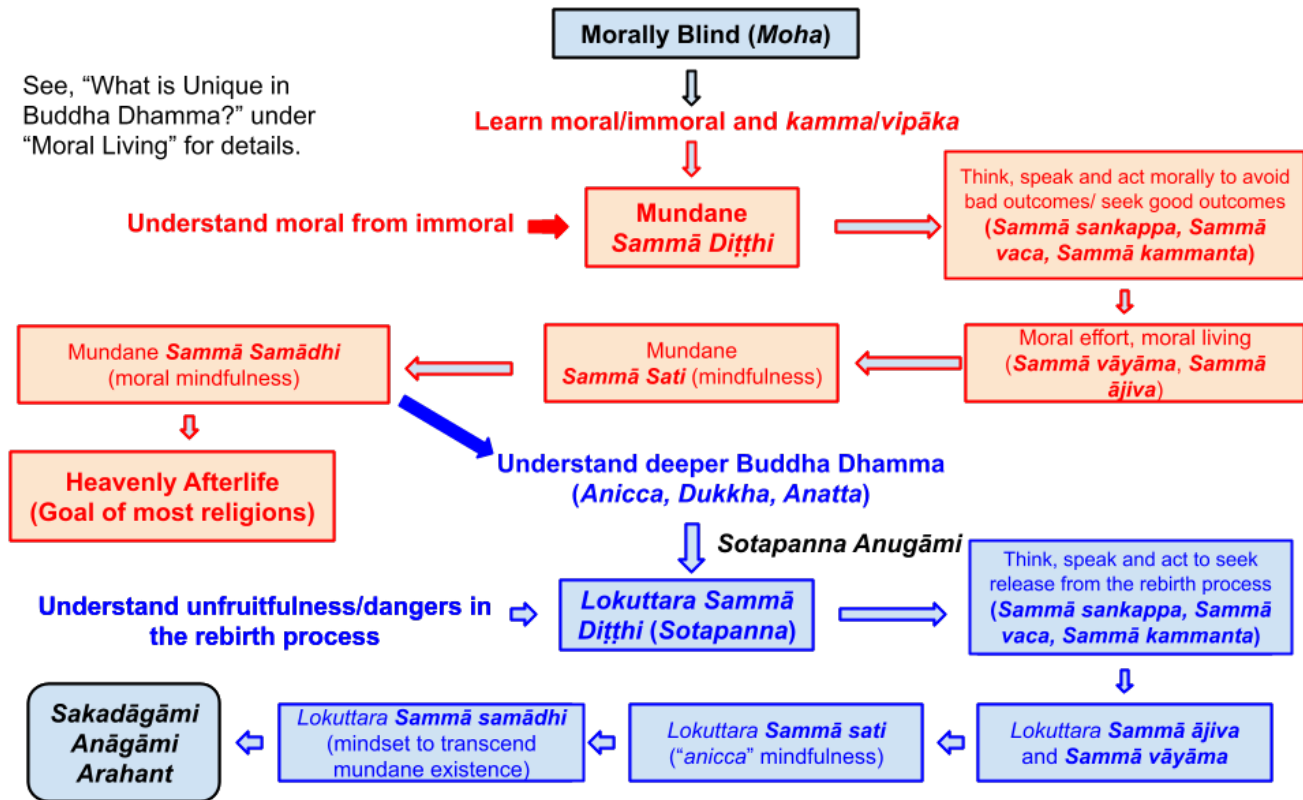 Morally Blind (Moha)
See, “What is Unique in
Buddha Dhamma?” under
“Moral Living” for details.
Learn moral/immoral and kamma/vipāka
Understand moral from immoral
Mundane
Sammā Diṭṭhi
Think, speak and act morally to avoid
bad outcomes/ seek good outcomes
(Sammā sankappa, Sammā
vaca, Sammā kammanta)
Moral effort, moral living
(Sammā vāyāma, Sammā
ājiva)
Mundane
Sammā Sati (mindfulness)
Mundane Sammā Samādhi
(moral mindfulness)
Heavenly Afterlife
(Goal of most religions)
Understand deeper Buddha Dhamma
(Anicca, Dukkha, Anatta)
Sotapanna Anugāmi
Understand unfruitfulness/dangers in
the rebirth process
Lokuttara Sammā
Diṭṭhi (Sotapanna)
Think, speak and act to seek
release from the rebirth process
(Sammā sankappa, Sammā
vaca, Sammā kammanta)
Lokuttara Sammā ājiva
and Sammā vāyāma
Lokuttara Sammā sati
(“anicca” mindfulness)
Lokuttara Sammā samādhi
(mindset to transcend
mundane existence)
Sakadāgāmi
Anāgāmi
Arahant